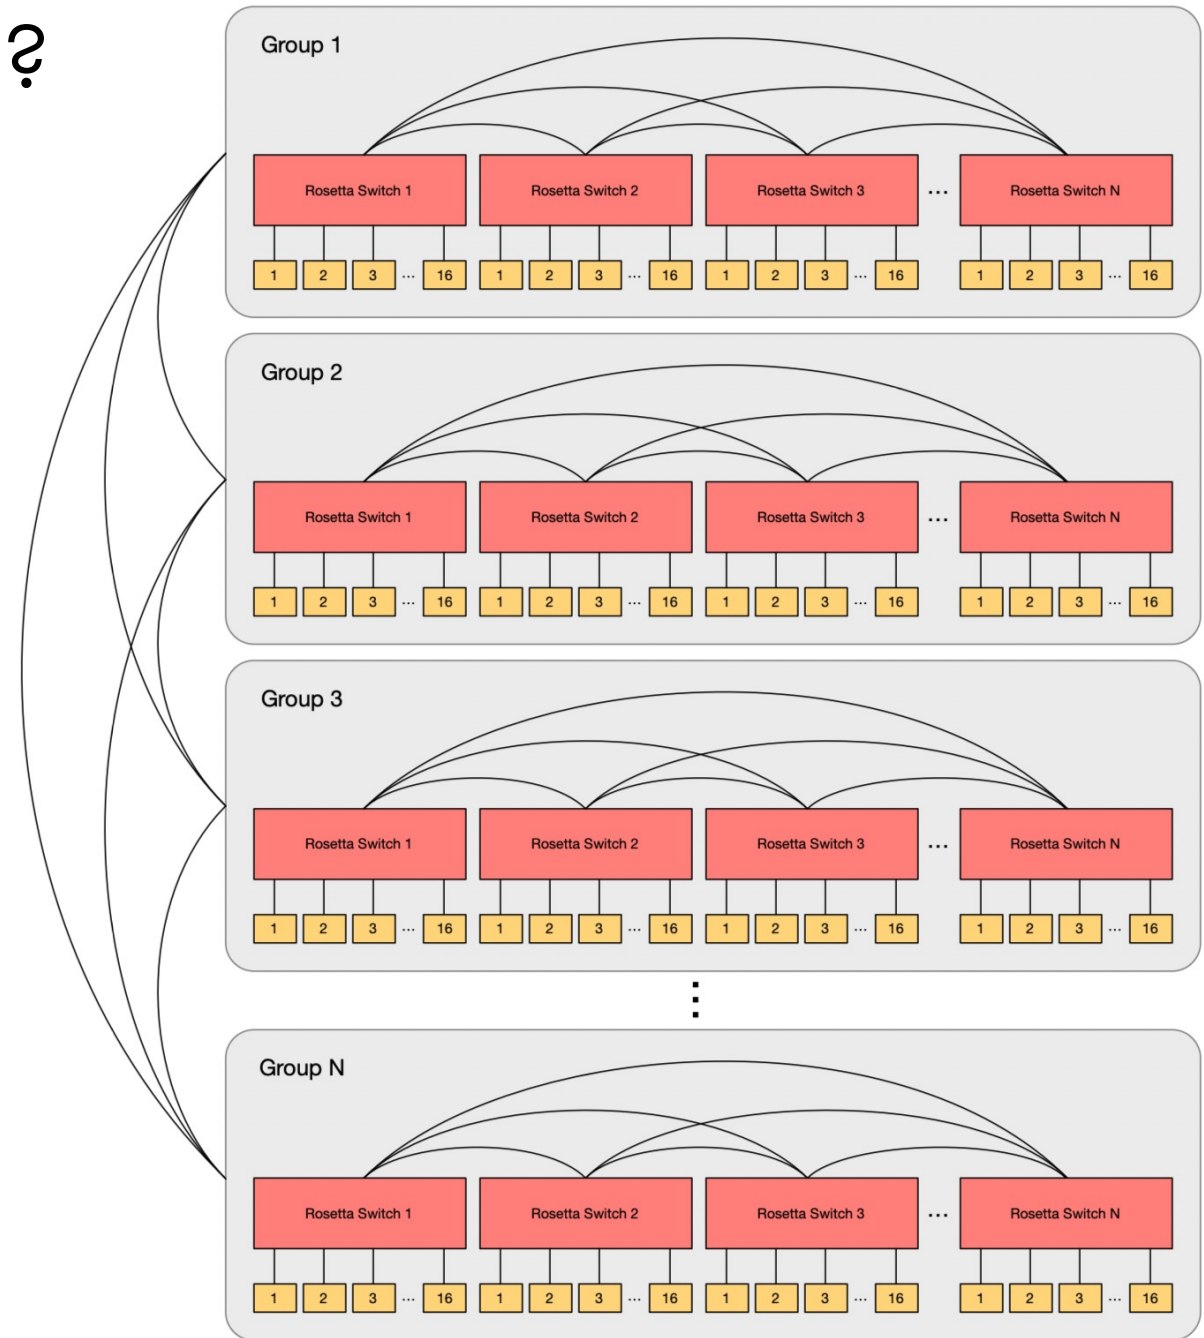 ?
Group 1
Rosetta Switch 1 Rosetta Switch 2 Rosetta Switch 3 ... Rosetta Switch N
1 2 3 ... 16 1 2 3 ... 16 1 2 3 ... 16 1 2 3 ... 16
Group 2
Rosetta Switch 1 Rosetta Switch 2 Rosetta Switch 3 ... Rosetta Switch N
1 2 3 ... 16 1 2 3 ... 16 1 2 3 ... 16 1 2 3 ... 16
Group 3
Rosetta Switch 1 Rosetta Switch 2 Rosetta Switch 3 ... Rosetta Switch N
1 2 3 ... 16 1 2 3 ... 16 1 2 3 ... 16 1 2 3 ... 16
⋮
Group N
Rosetta Switch 1 Rosetta Switch 2 Rosetta Switch 3 ... Rosetta Switch N
1 2 3 ... 16 1 2 3 ... 16 1 2 3 ... 16 1 2 3 ... 16